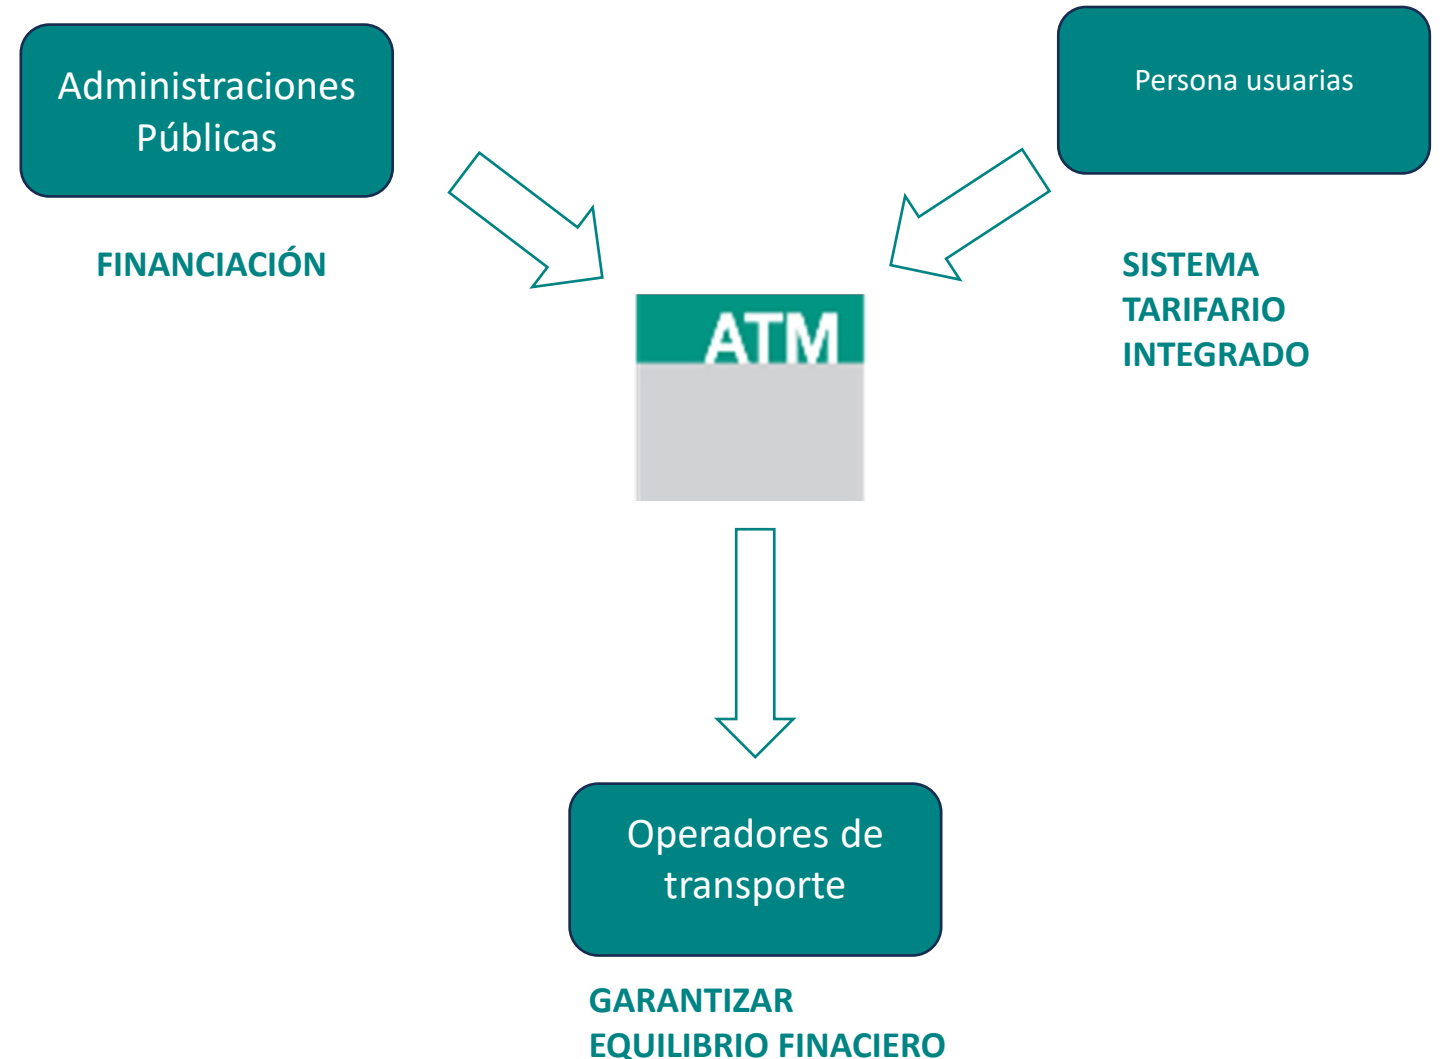 Administraciones
Públicas
Persona usuarias
FINANCIACIÓN
SISTEMA
TARIFARIO
INTEGRADO
ATM
Operadores de
transporte
GARANTIZAR
EQUILIBRIO FINACIERO